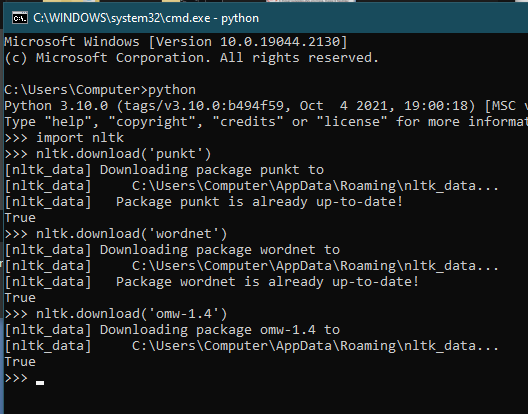 C:\WINDOWS\system32\cmd.exe - python
Microsoft Windows [Version 10.0.19044.2130]
(c) Microsoft Corporation. All rights reserved.
C:\Users\Computer>python
Python 3.10.0 (tags/v3.10.0:b494f59, Oct  4 2021, 19:00:18) [MSC
Type "help", "copyright", "credits" or "license" for more
>>> import nltk
>>> nltk.download('punkt')
[nltk_data] Downloading package punkt to
[nltk_data]     C:\Users\Computer\AppData\Roaming\nltk_data...
[nltk_data]   Package punkt is already up-to-date!
True
>>> nltk.download('wordnet')
[nltk_data] Downloading package wordnet to
[nltk_data]     C:\Users\Computer\AppData\Roaming\nltk_data...
[nltk_data]   Package wordnet is already up-to-date!
True
>>> nltk.download('omw-1.4')
[nltk_data] Downloading package omw-1.4 to
[nltk_data]     C:\Users\Computer\AppData\Roaming\nltk_data...
True
>>>